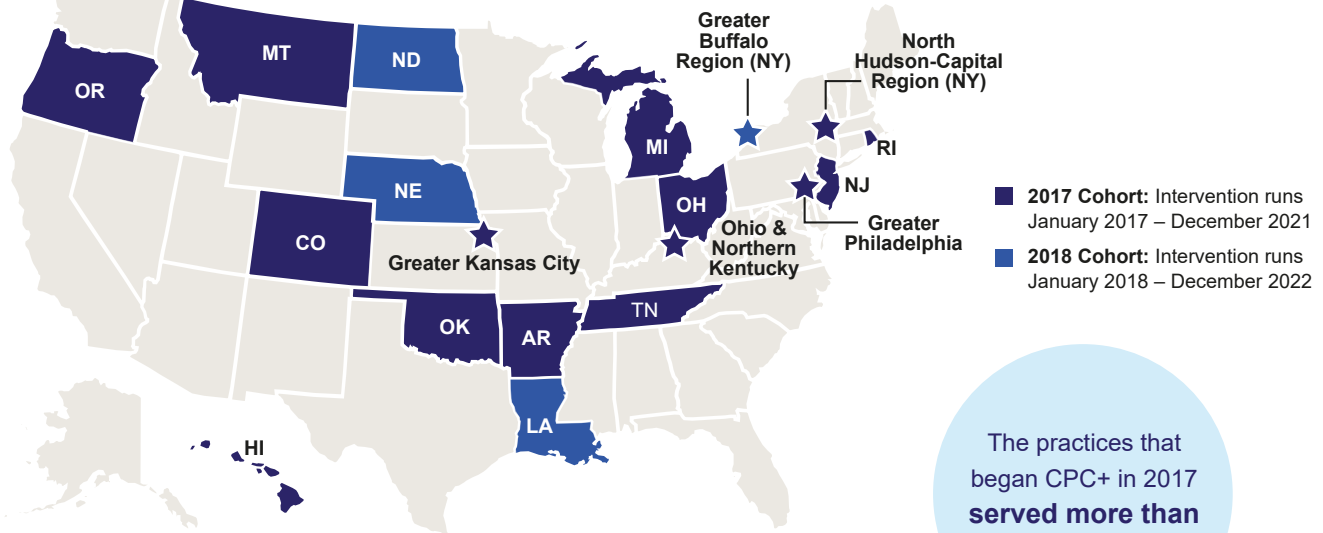 Greater
Buffalo
Region (NY)
North
Hudson-Capital
Region (NY)
MT
ND
OR
MI
RI
NE
NJ
OH
CO
Greater Kansas City
Ohio &
Northern
Kentucky
Greater
Philadelphia
2017 Cohort: Intervention runs
January 2017 – December 2021
2018 Cohort: Intervention runs
January 2018 – December 2022
OK
AR
TN
LA
HI
The practices that
began CPC+ in 2017
served more than